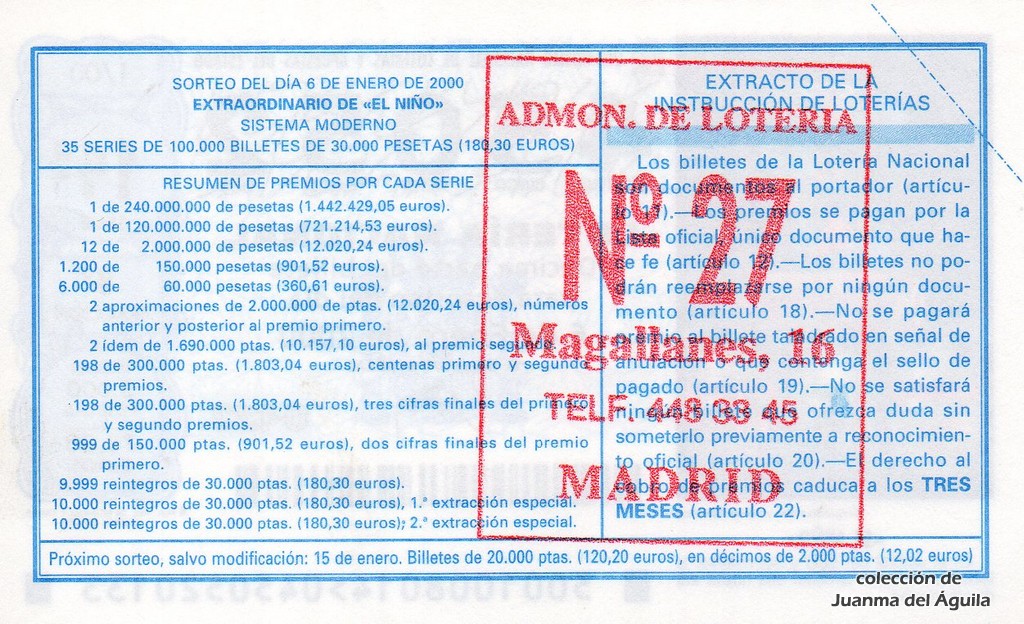 SORTEO DEL DÍA 6 DE ENERO DE 2000
EXTRAORDINARIO DE «EL NIÑO»
SISTEMA MODERNO
35 SERIES DE 100.000 BILLETES DE 30.000 PESETAS (180,30 EUROS)
RESUMEN DE PREMIOS POR CADA SERIE
1 de 240.000.000 de pesetas (1.442.429,05 euros).
1 de 120.000.000 de pesetas (721.214,53 euros).
12 de 2.000.000 de pesetas (12.020,24 euros).
1.200 de 150.000 pesetas (901,52 euros).
6.000 de 60.000 pesetas (360,61 euros).
2 aproximaciones de 2.000.000 de ptas. (12.020,24 euros), números
anterior y posterior al premio primero.
2 ídem de 1.690.000 ptas. (10.157,10 euros), al premio segundo.
198 de 300.000 ptas. (1.803,04 euros), centenas primero y segundo
premios.
198 de 300.000 ptas. (1.803,04 euros), tres cifras finales del primero
y segundo premios.
999 de 150.000 ptas. (901,52 euros), dos cifras finales del premio
primero.
9.999 reintegros de 30.000 ptas. (180,30 euros).
10.000 reintegros de 30.000 ptas. (180,30 euros), 1.ª extracción especial.
10.000 reintegros de 30.000 ptas. (180,30 euros); 2.ª extracción especial.
EXTRACTO DE LA
INSTRUCCIÓN DE LOTERÍAS
Los billetes de la Lotería Nacional
son documentos al portador (artícu-
lo 17).—Los premios se pagan por la
Lista oficial, único documento que ha-
ce fe (artículo 12).—Los billetes no po-
drán reemplazarse por ningún docu-
mento (artículo 18).—No se pagará
premio al billete taladrado en señal de
anulación o que contenga el sello de
pagado (artículo 19).—No se satisfará
ningún billete que ofrezca duda sin
someterlo previamente a reconocimien-
to oficial (artículo 20).—El derecho al
cobro de premios caduca a los TRES
MESES (artículo 22).
ADMON. DE LOTERIA
Nº 27
Magallanes, 16
TELF. 448 83 45
MADRID
Próximo sorteo, salvo modificación: 15 de enero. Billetes de 20.000 ptas. (120,20 euros), en décimos de 2.000 ptas. (12,02 euros)
colección de
Juanma del Águila